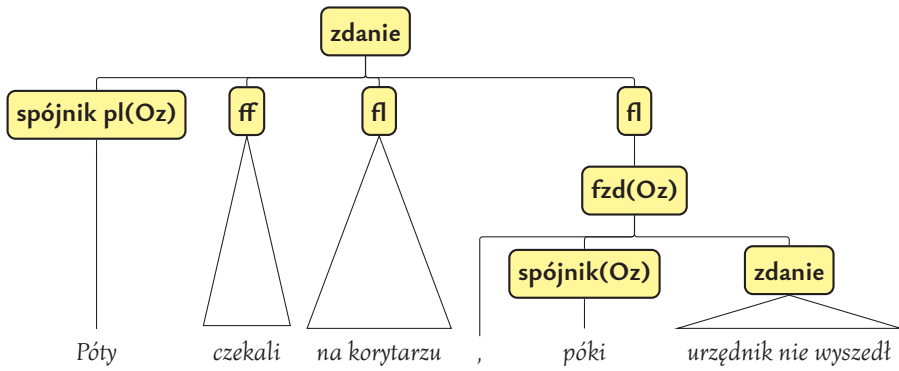 zdanie
spójnik pl(Oz) ff fl fl
fzd(Oz)
spójnik(Oz) zdanie
Póty czekali na korytarzu , póki urzędnik nie wyszedł